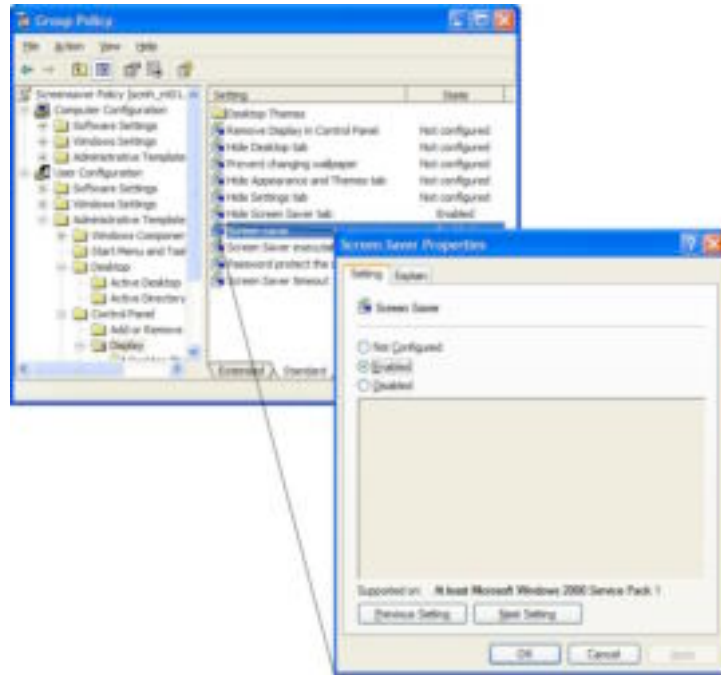 Group Policy
File Action View Help
Screensaver Policy
Computer Configuration
Software Settings
Windows Settings
Administrative Template
User Configuration
Software Settings
Windows Settings
Administrative Template
Windows Componen
Start Menu and Tas
Desktop
Active Desktop
Active Directory
Control Panel
Add or Remove
Display
Setting State
Desktop Themes
Remove Display in Control Panel Not configured
Hide Desktop tab Not configured
Prevent changing wallpaper Not configured
Hide Appearance and Themes tab Not configured
Hide Settings tab Not configured
Hide Screen Saver tab Enabled
Screen Saver
Screen Saver executab
Password protect the
Screen Saver timeout
Extended Standard
Screen Saver Properties
Setting Explain
Screen Saver
Not Configured
Enabled
Disabled
Supported on: At least Microsoft Windows 2000 Service Pack 1
Previous Setting Next Setting
OK Cancel Apply